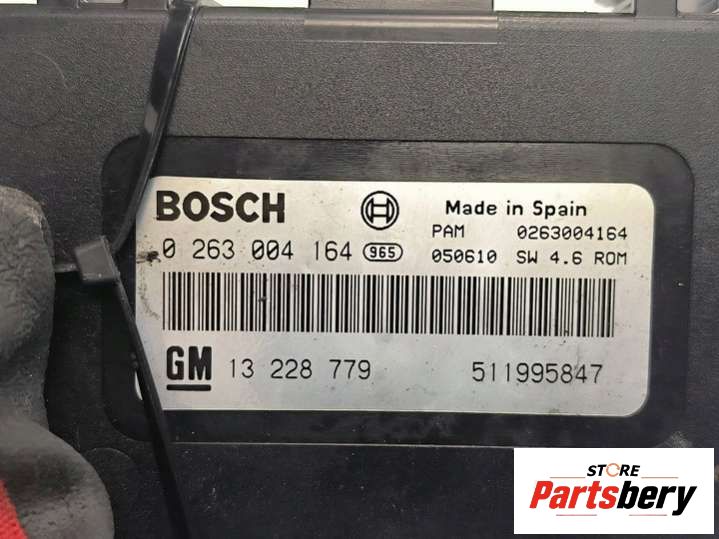 BOSCH
Made in Spain
PAM 0263004164
0 263 004 164 965
050610 SW 4.6 ROM
GM 13 228 779 511995847
STORE
Partsbery